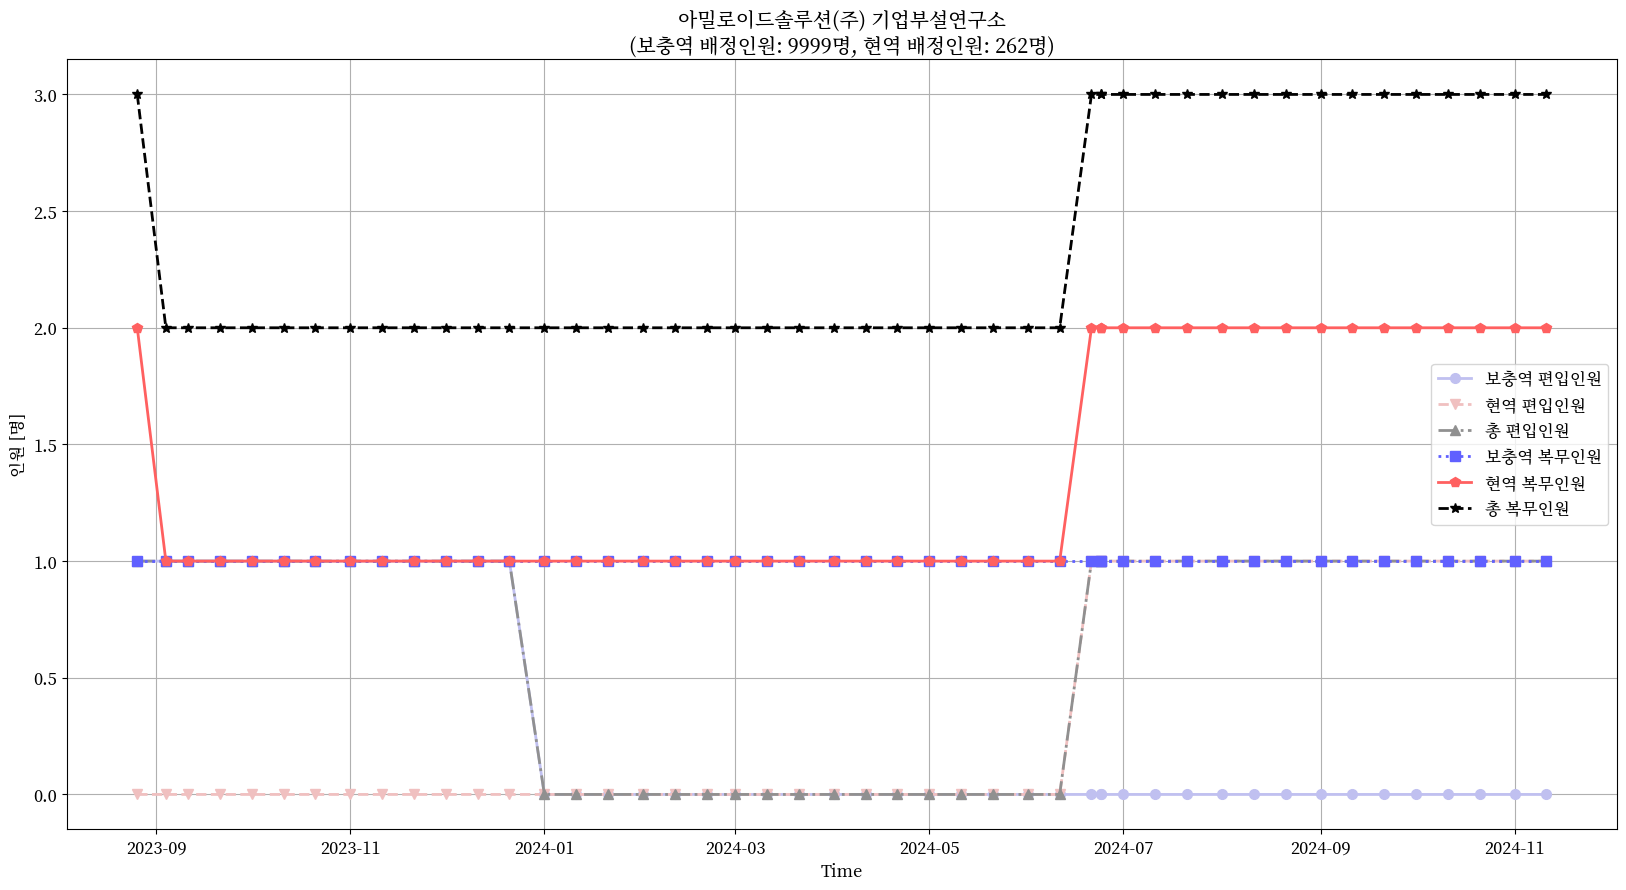 아밀로이드솔루션(주) 기업부설연구소
(보충역 배정인원: 9999명, 현역 배정인원: 262명)
3.0
2.5
2.0
1.5
1.0
0.5
0.0
인원 [명]
보충역 편입인원
현역 편입인원
총 편입인원
보충역 복무인원
현역 복무인원
총 복무인원
2023-09 2023-11 2024-01 2024-03 2024-05 2024-07 2024-09 2024-11
Time